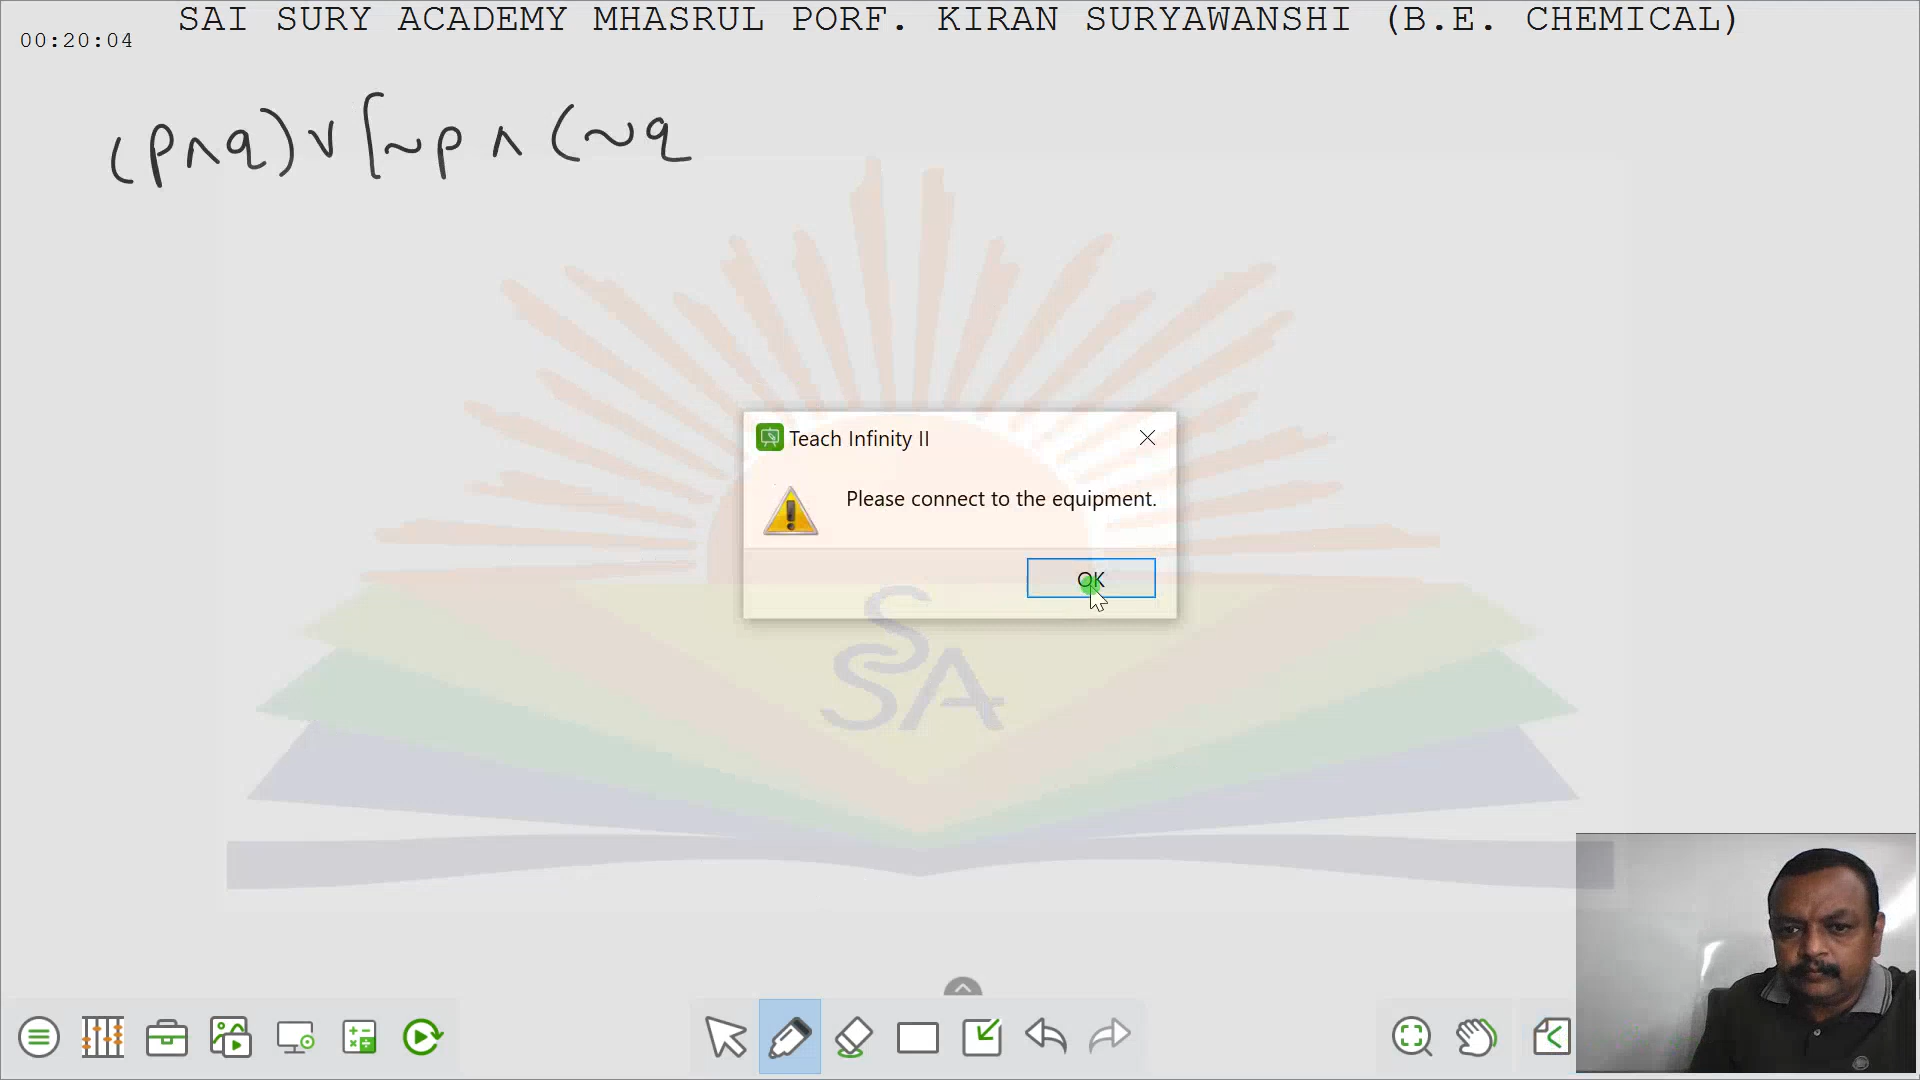 SAI SURY ACADEMY MHASRUL PORF. KIRAN SURYAWANSHI (B.E. CHEMICAL)
00:20:04
(p∧q)∨[~p∧(~q
Teach Infinity II
Please connect to the equipment.
OK
SSA